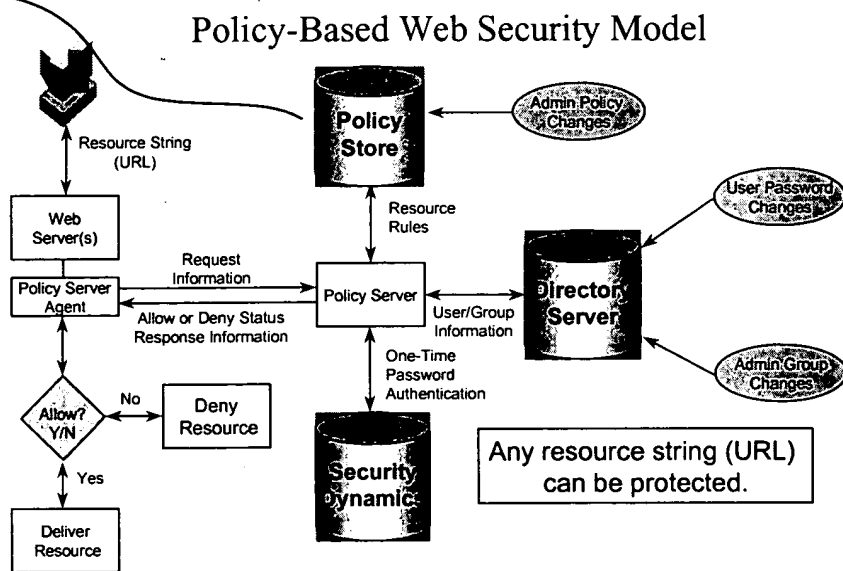 Policy-Based Web Security Model
Resource String
(URL)
Policy
Store
Admin Policy
Changes
Web
Server(s)
Resource
Rules
User Password
Changes
Request
Information
Policy Server
Agent
Policy Server
Directory
Server
Allow or Deny Status
Response Information
User/Group
Information
One-Time
Password
Authentication
Admin Group
Changes
Allow?
Y/N
No
Deny
Resource
Yes
Security
Dynamic
Any resource string (URL)
can be protected.
Deliver
Resource